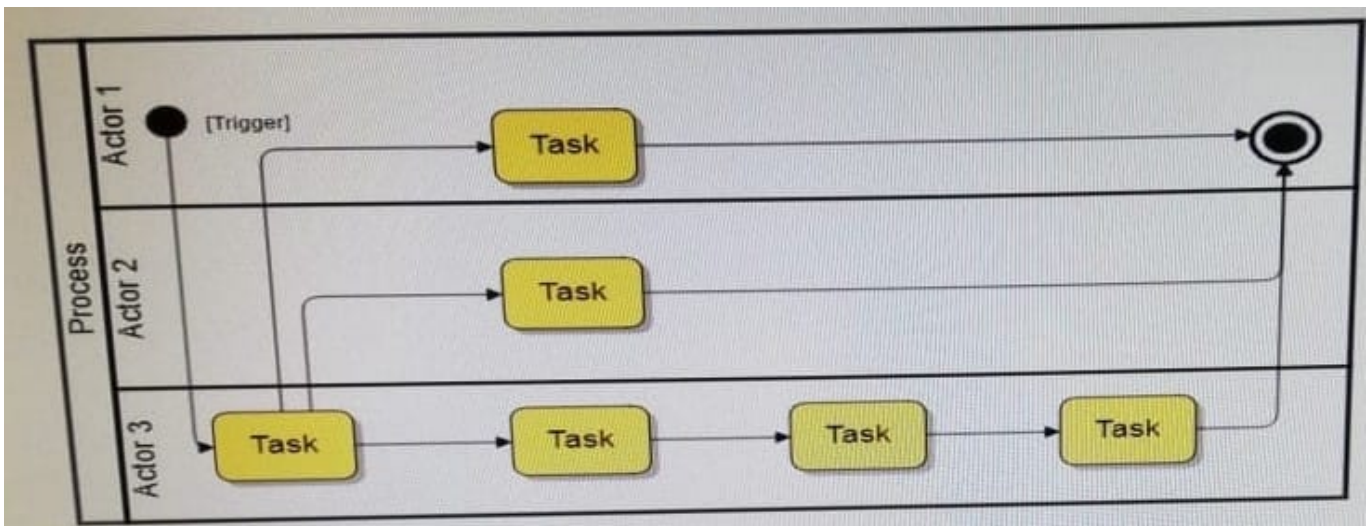 Process
Actor 1
[Trigger]
Task
Actor 2
Task
Actor 3
Task
Task
Task
Task